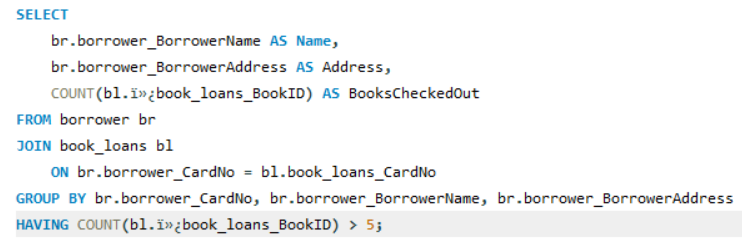 SELECT
br.borrower_BorrowerName AS Name,
br.borrower_BorrowerAddress AS Address,
COUNT(bl.ï»¿book_loans_BookID) AS BooksCheckedOut
FROM borrower br
JOIN book_loans bl
ON br.borrower_CardNo = bl.book_loans_CardNo
GROUP BY br.borrower_CardNo, br.borrower_BorrowerName, br.borrower_BorrowerAddress
HAVING COUNT(bl.ï»¿book_loans_BookID) > 5;